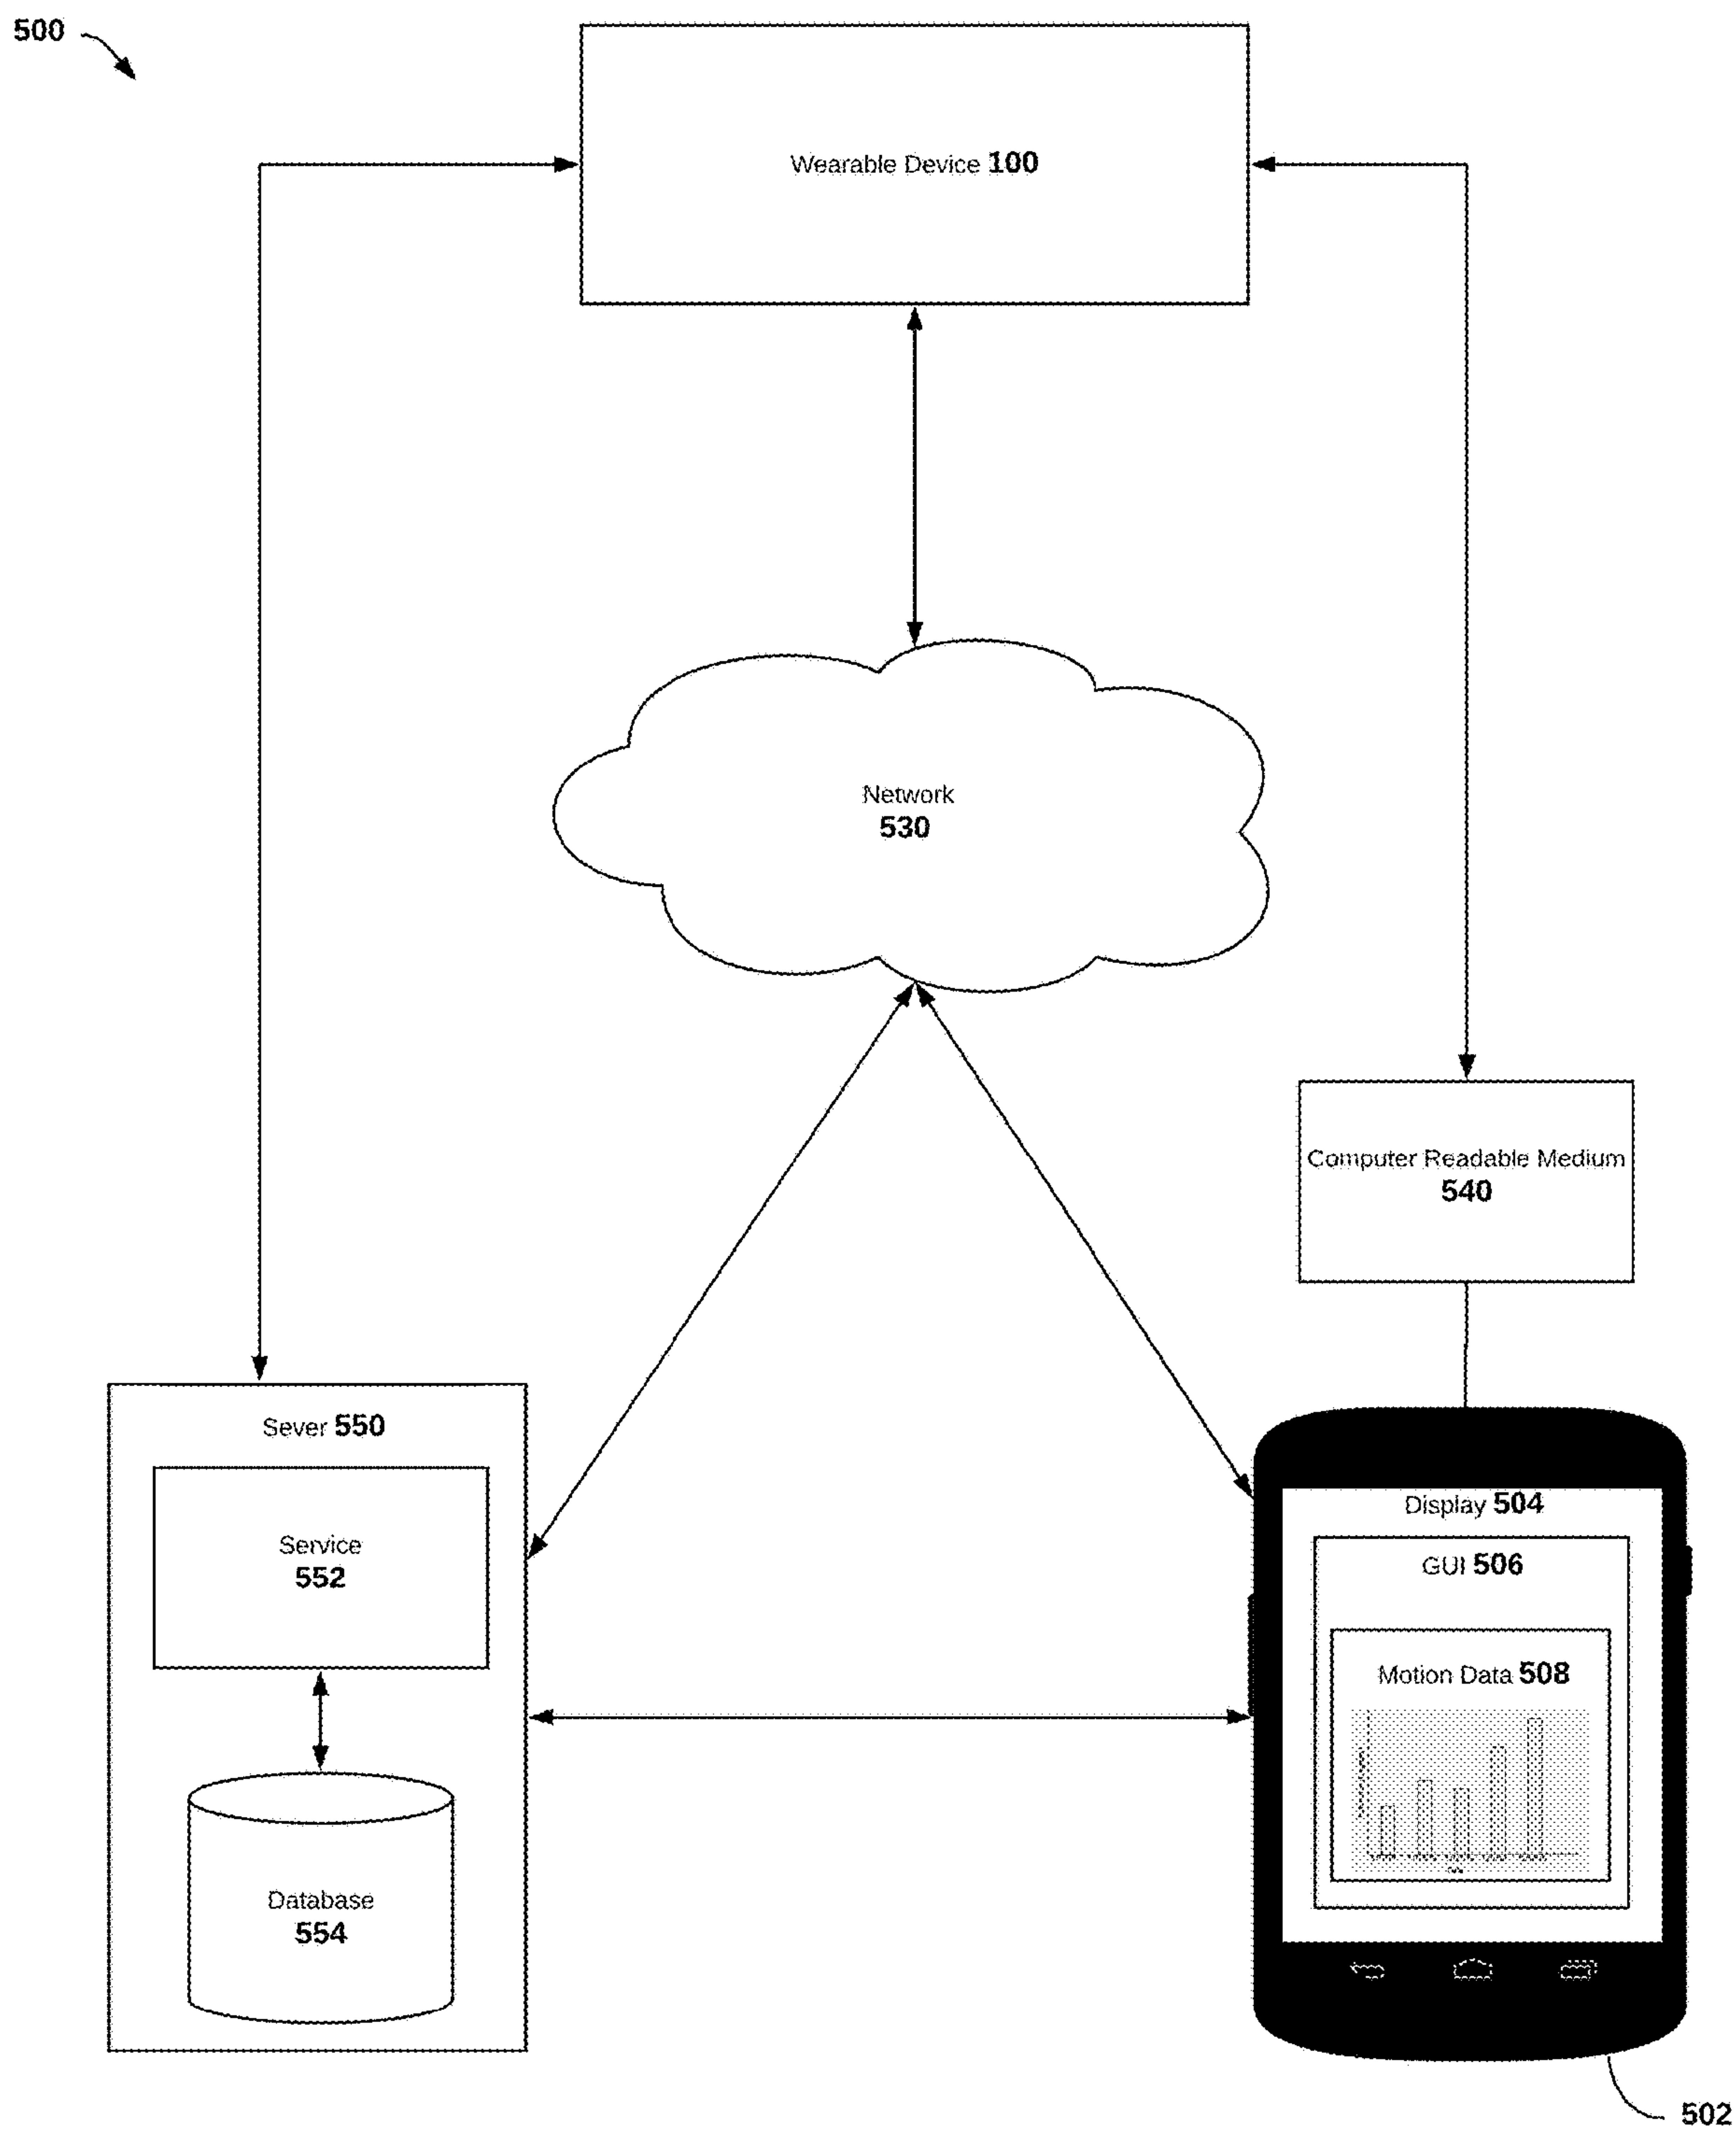 500
Wearable Device 100
Network
530
Computer Readable Medium
540
Sever 550
Service
552
Database
554
Display 504
GUI 506
Motion Data 508
502